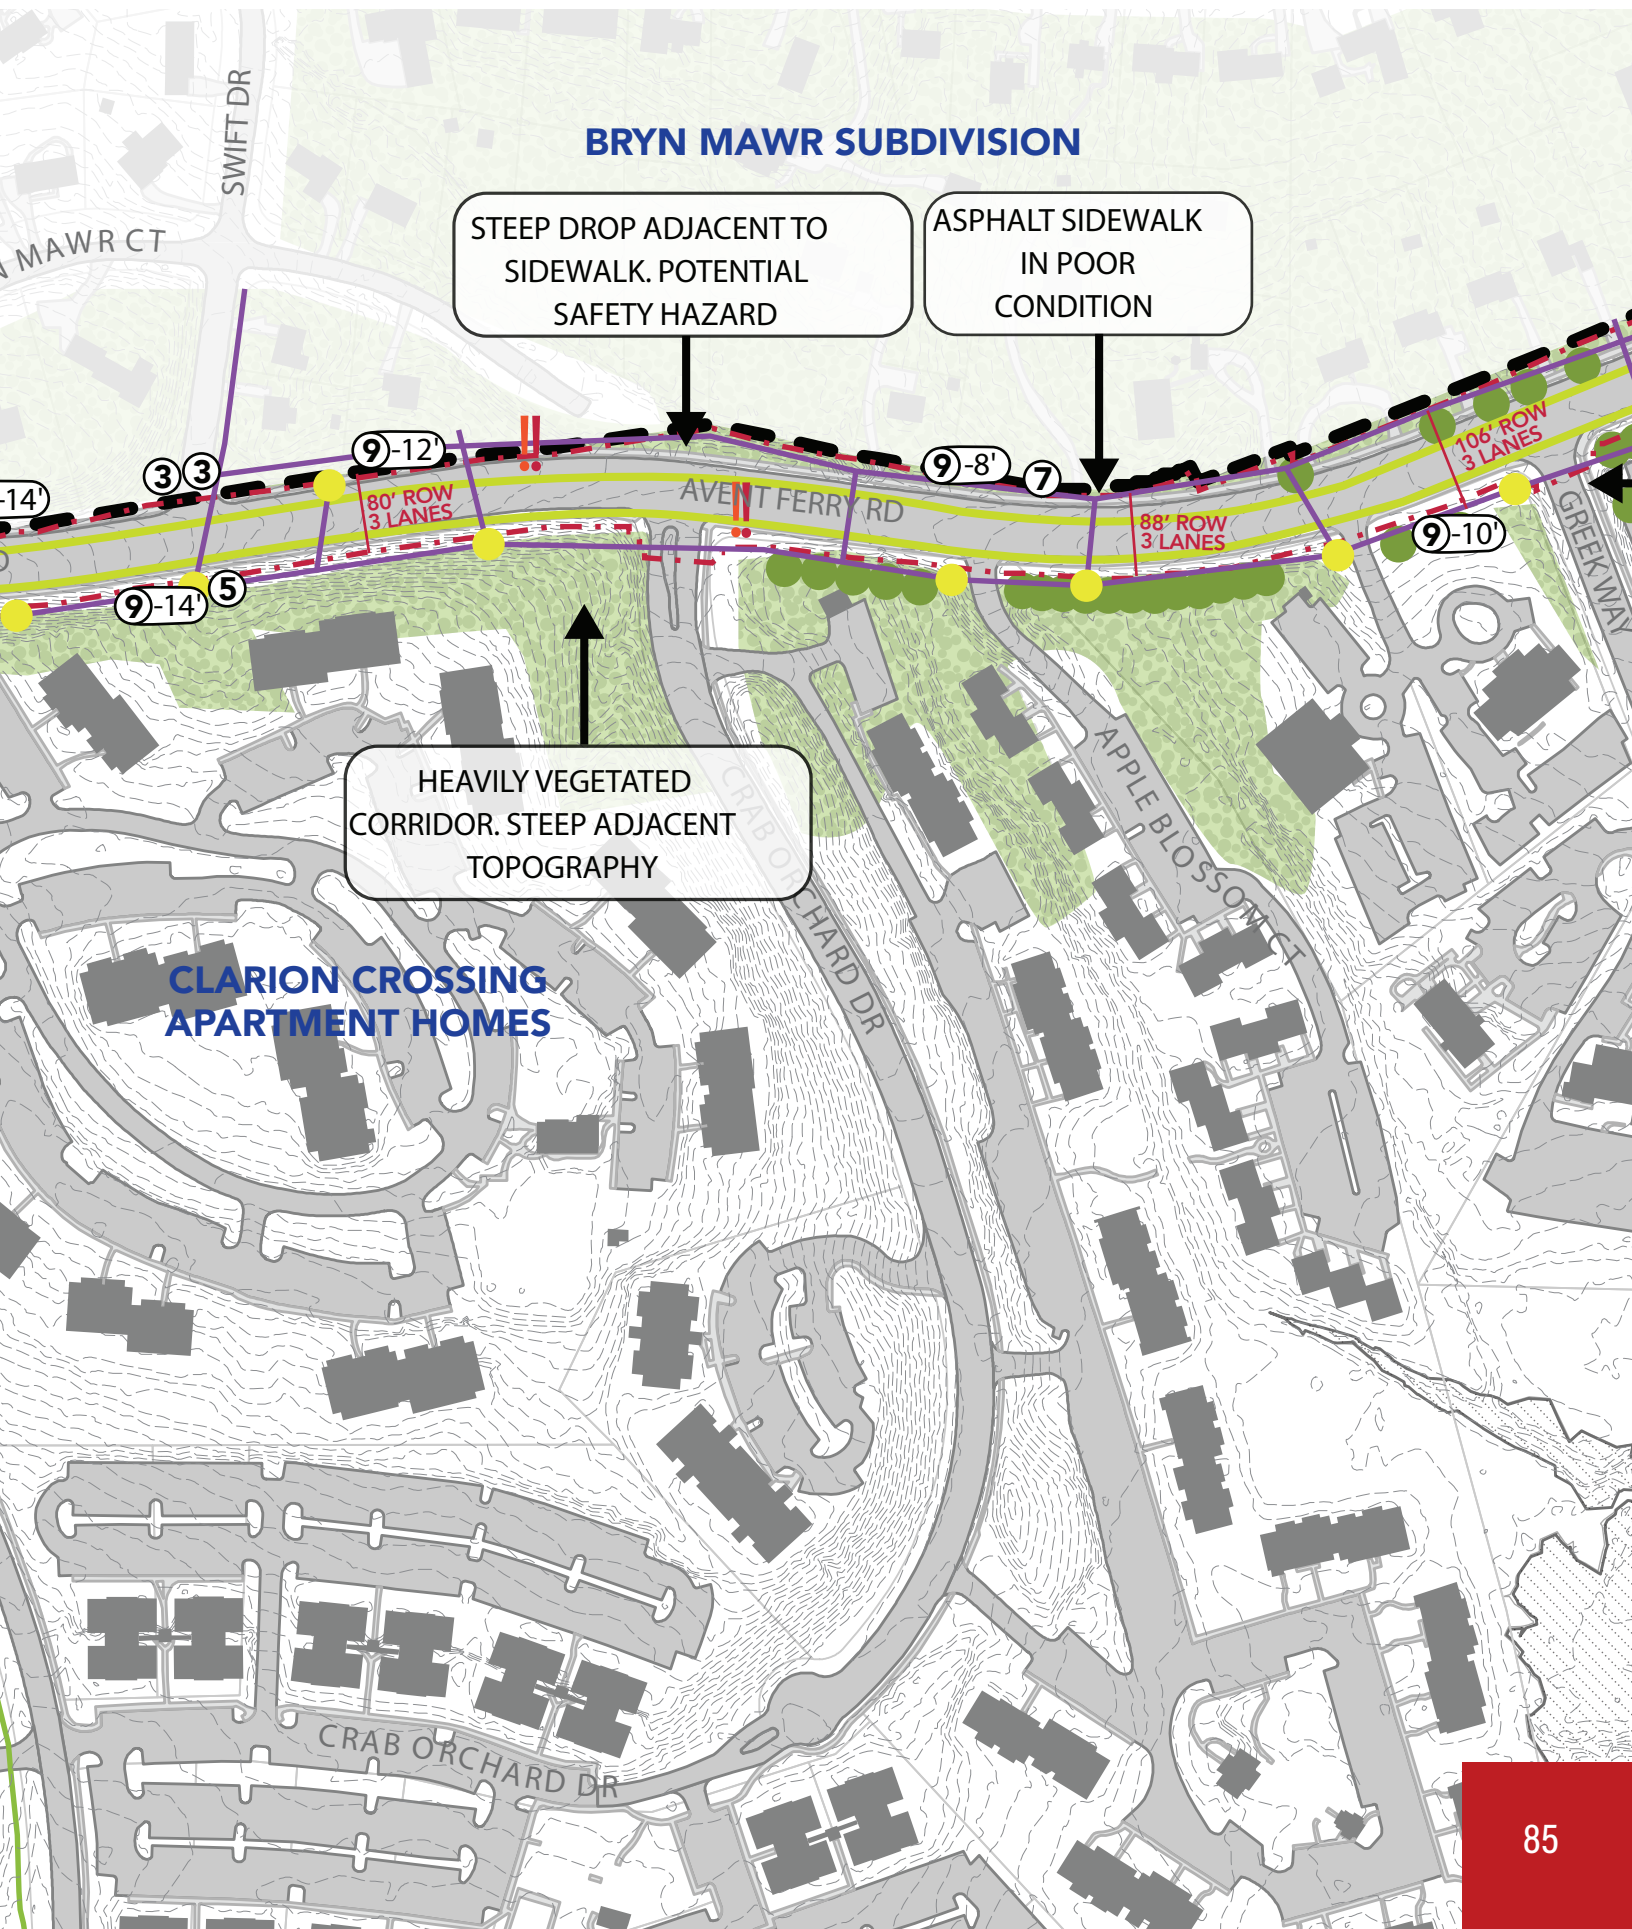 SWIFT DR
BRYN MAWR SUBDIVISION
STEEP DROP ADJACENT TO
SIDEWALK. POTENTIAL
SAFETY HAZARD
ASPHALT SIDEWALK
IN POOR
CONDITION
MAWR CT
106' ROW
3 LANES
9-12'
3
3
-14'
9-8'
7
80' ROW
3 LANES
!!
AVENT FERRY RD
!!
88' ROW
3 LANES
9-10'
GREEK WAY
9-14'
5
HEAVILY VEGETATED
CORRIDOR. STEEP ADJACENT
TOPOGRAPHY
CRAB ORCHARD DR
APPLE BLOSSOM CT
CLARION CROSSING
APARTMENT HOMES
CRAB ORCHARD DR
85